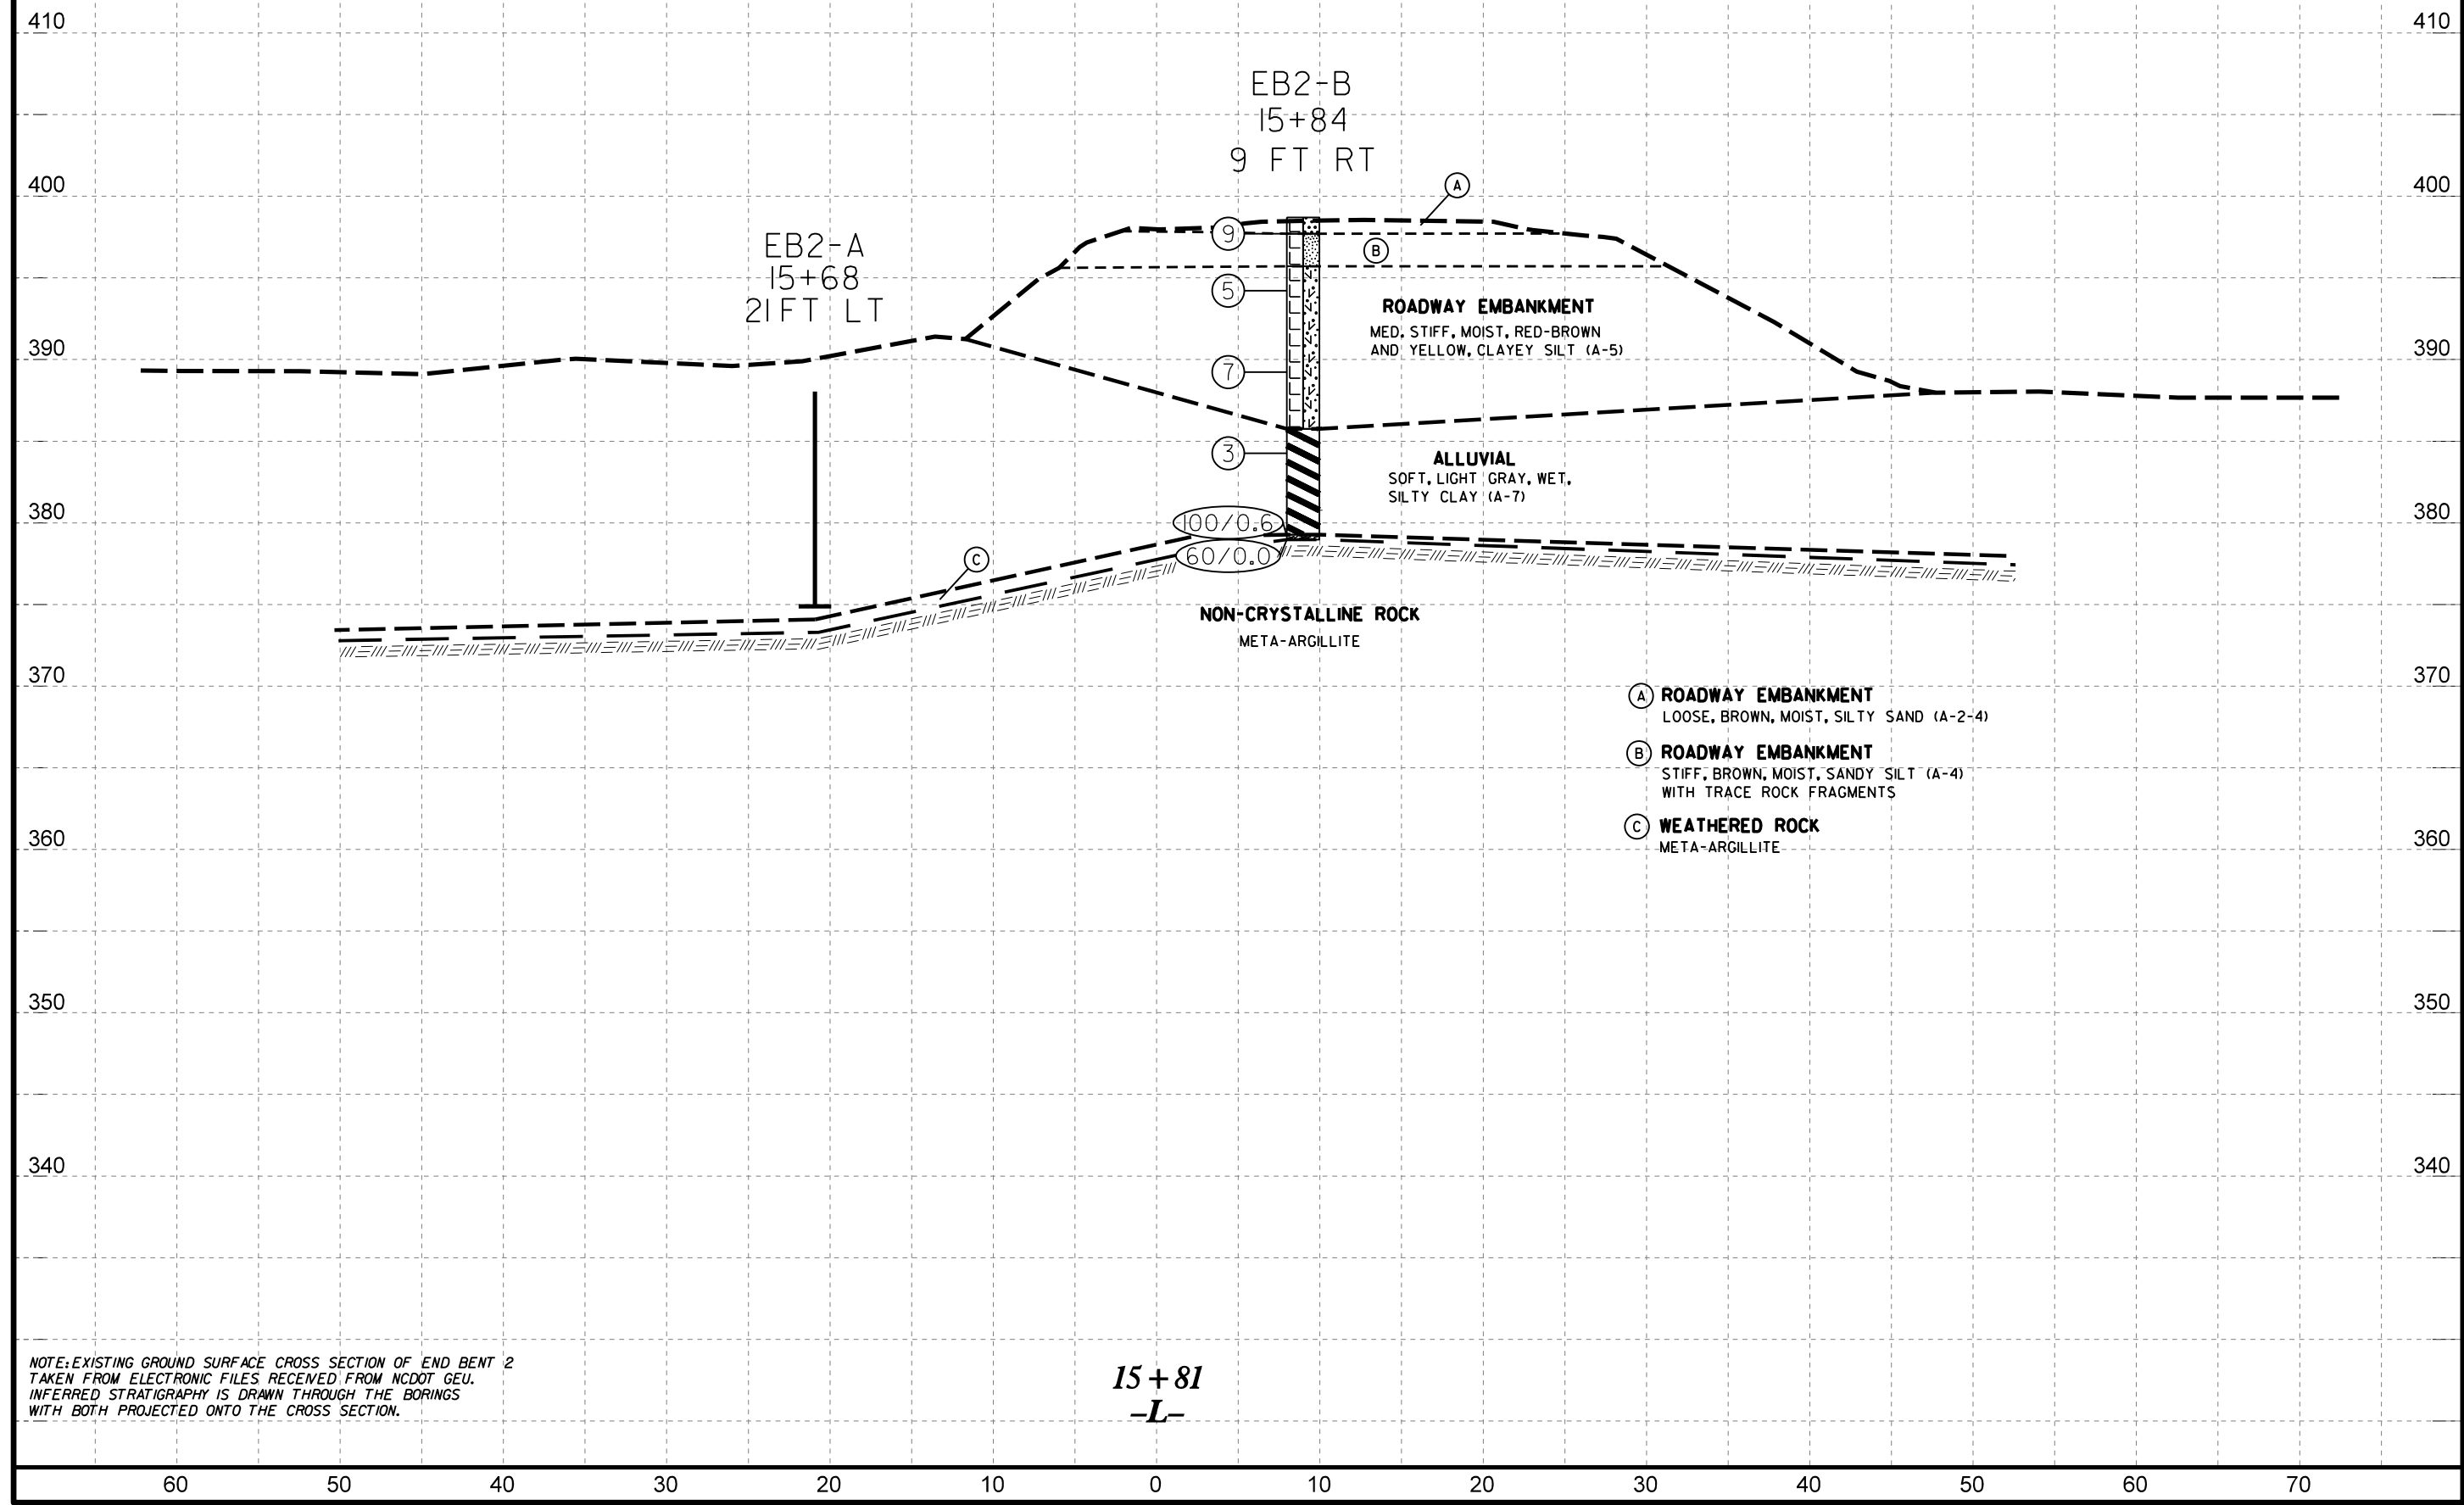 410 410
EB2-B
15+84
9 FT RT
400 400
A
9
B
EB2-A
15+68
21 FT LT
5
ROADWAY EMBANKMENT
MED. STIFF, MOIST, RED-BROWN
AND YELLOW, CLAYEY SILT (A-5)
390 390
7
3
ALLUVIAL
SOFT, LIGHT GRAY, WET,
SILTY CLAY (A-7)
380 380
100/0.6
60/0.0
C
NON-CRYSTALLINE ROCK
META-ARGILLITE
370 370
A ROADWAY EMBANKMENT
LOOSE, BROWN, MOIST, SILTY SAND (A-2-4)
B ROADWAY EMBANKMENT
STIFF, BROWN, MOIST, SANDY SILT (A-4)
WITH TRACE ROCK FRAGMENTS
C WEATHERED ROCK
META-ARGILLITE
360 360
350 350
340 340
NOTE: EXISTING GROUND SURFACE CROSS SECTION OF END BENT 2
TAKEN FROM ELECTRONIC FILES RECEIVED FROM NCDOT GEU.
INFERRED STRATIGRAPHY IS DRAWN THROUGH THE BORINGS
WITH BOTH PROJECTED ONTO THE CROSS SECTION.
15+81
-L-
60 50 40 30 20 10 0 10 20 30 40 50 60 70